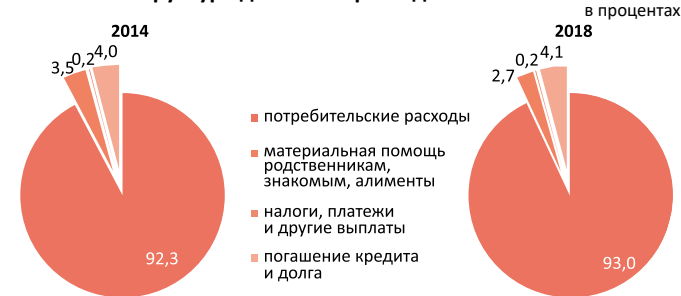 в процентах
2014
2018
3,5
0,2
4,0
2,7
0,2
4,1
потребительские расходы
материальная помощь
родственникам,
знакомым, алименты
налоги, платежи
и другие выплаты
погашение кредита
и долга
92,3
93,0